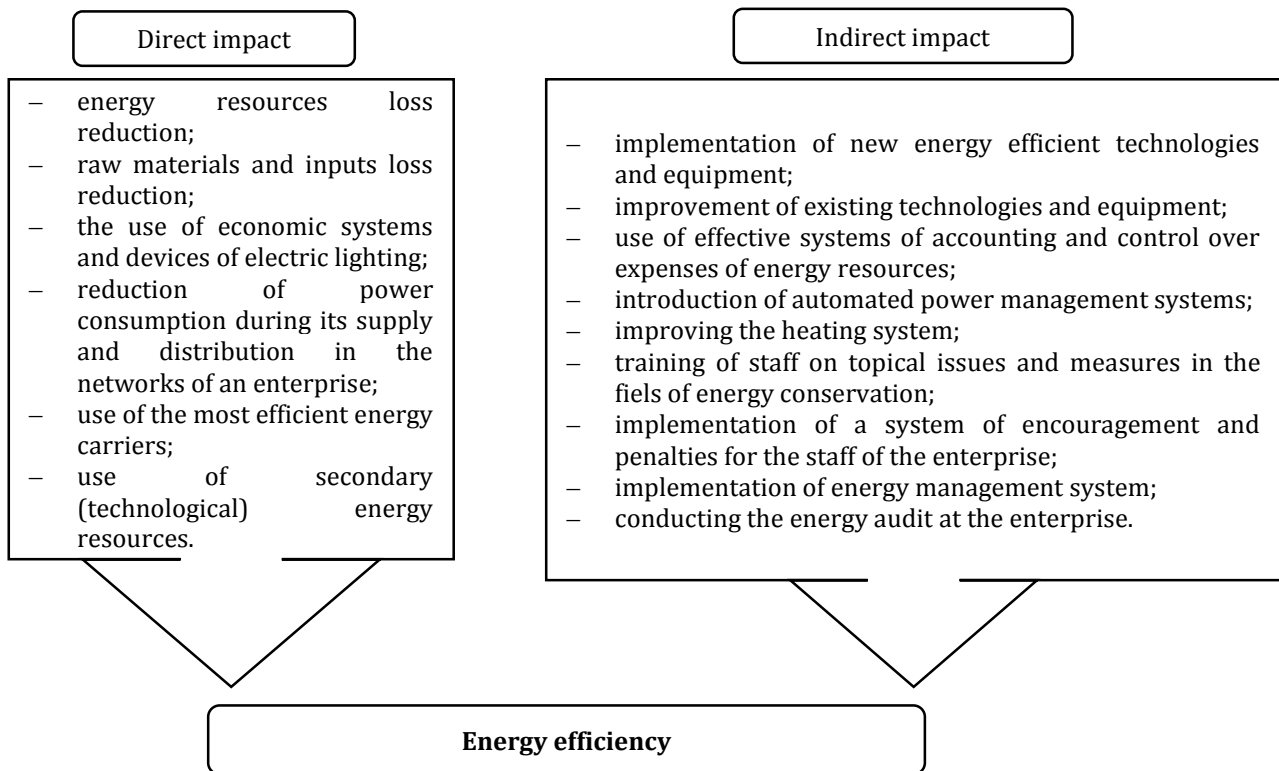 Direct impact
– energy resources loss
reduction;
– raw materials and inputs loss
reduction;
– the use of economic systems
and devices of electric lighting;
– reduction of power
consumption during its supply
and distribution in the
networks of an enterprise;
– use of the most efficient energy
carriers;
– use of secondary
(technological) energy
resources.
Indirect impact
– implementation of new energy efficient technologies
and equipment;
– improvement of existing technologies and equipment;
– use of effective systems of accounting and control over
expenses of energy resources;
– introduction of automated power management systems;
– improving the heating system;
– training of staff on topical issues and measures in the
fiels of energy conservation;
– implementation of a system of encouragement and
penalties for the staff of the enterprise;
– implementation of energy management system;
– conducting the energy audit at the enterprise.
Energy efficiency